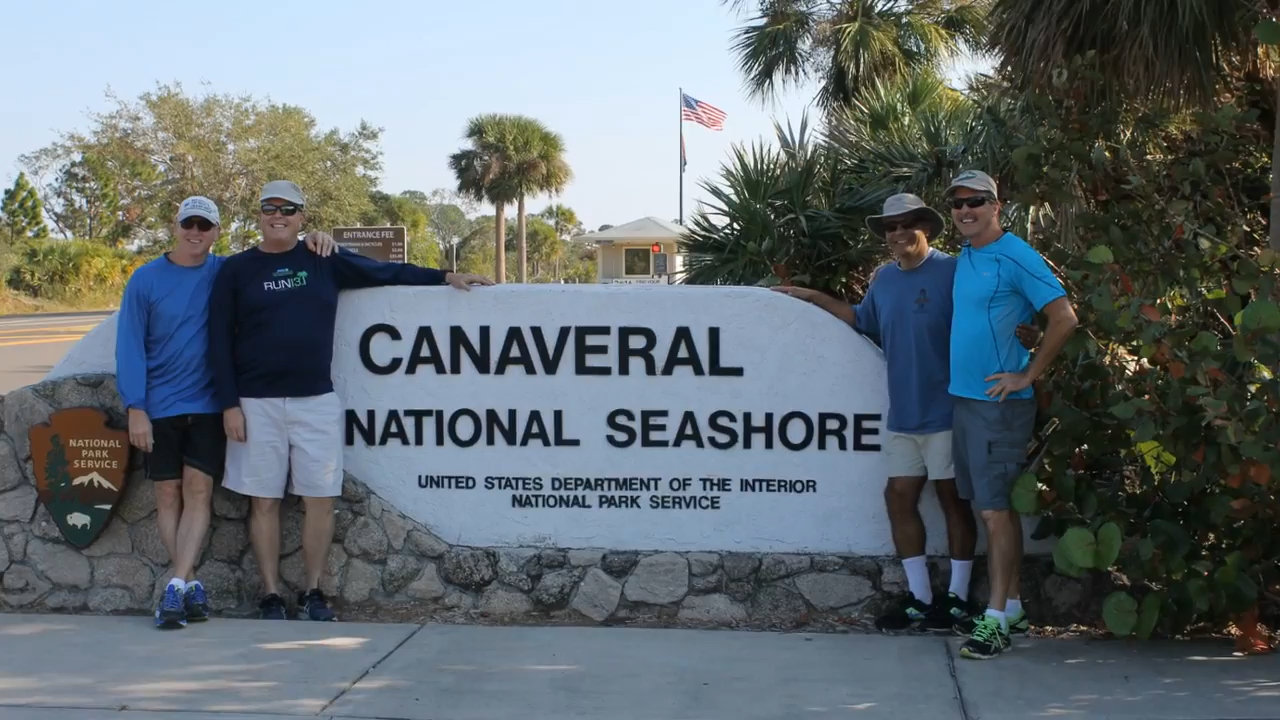 ENTRANCE FEE
RUN13.1
CANAVERAL
NATIONAL SEASHORE
UNITED STATES DEPARTMENT OF THE INTERIOR
NATIONAL PARK SERVICE
NATIONAL
PARK
SERVICE